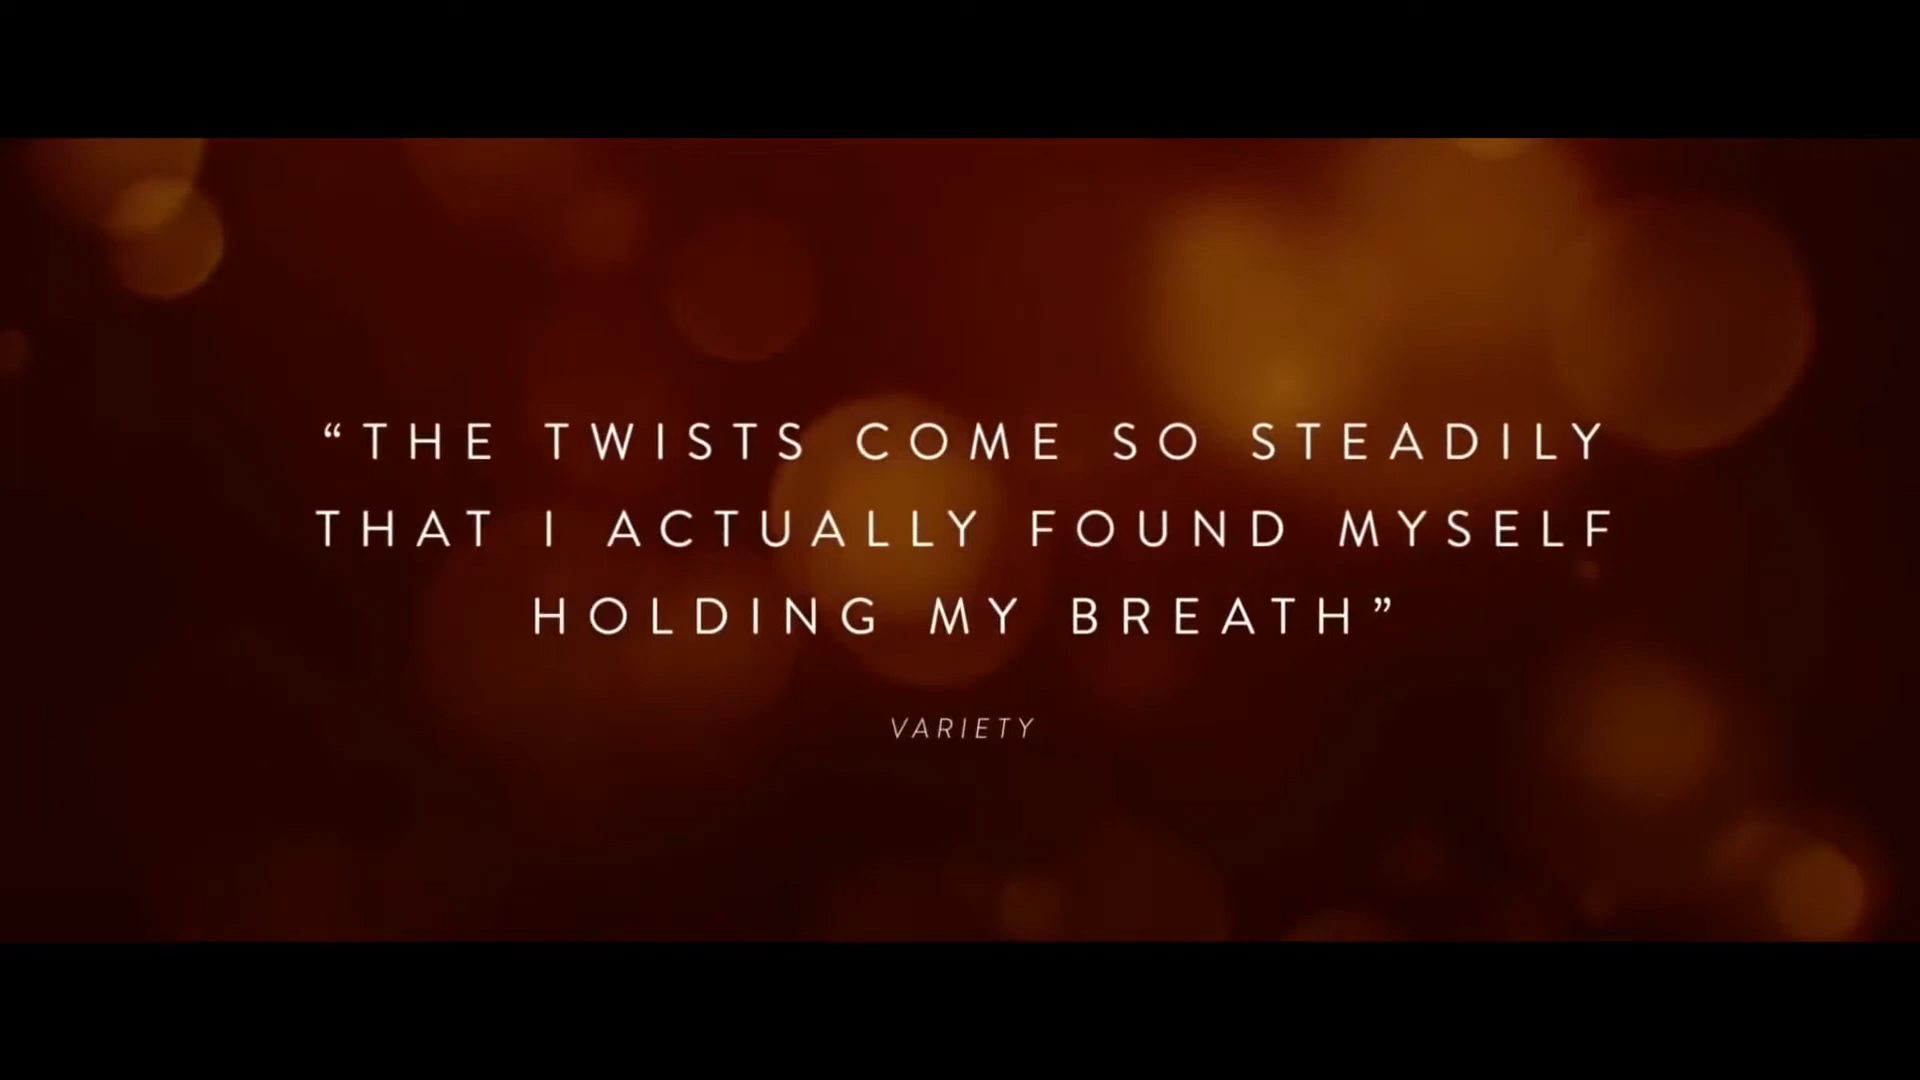 “THE TWISTS COME SO STEADILY
THAT I ACTUALLY FOUND MYSELF
HOLDING MY BREATH”
VARIETY